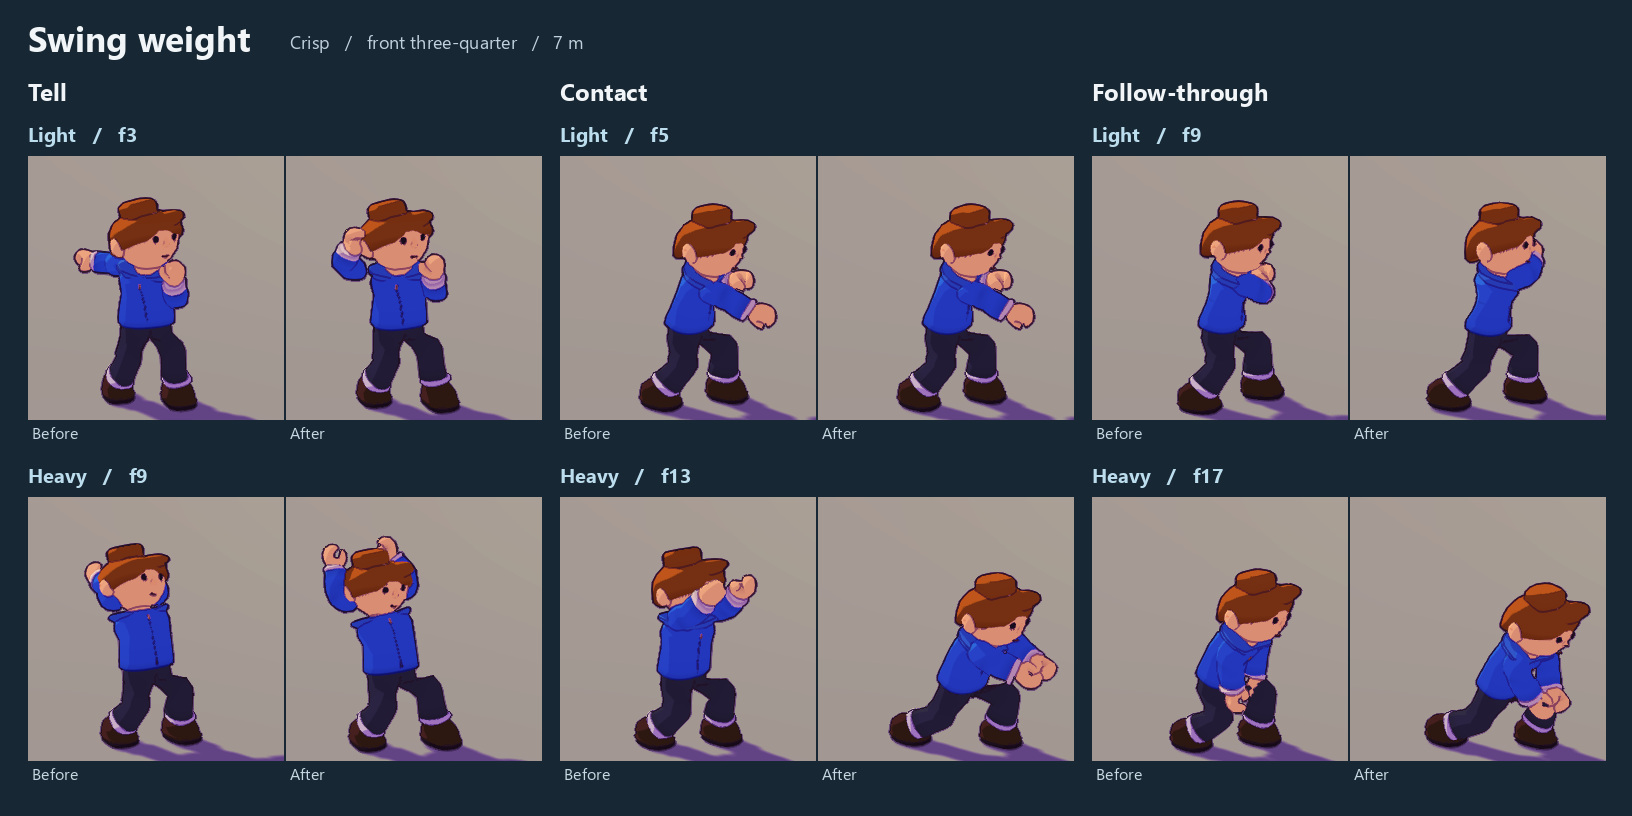 Swing weight Crisp / front three-quarter / 7 m
Tell Contact Follow-through
Light / f3 Light / f5 Light / f9
Before After Before After Before After
Heavy / f9 Heavy / f13 Heavy / f17
Before After Before After Before After